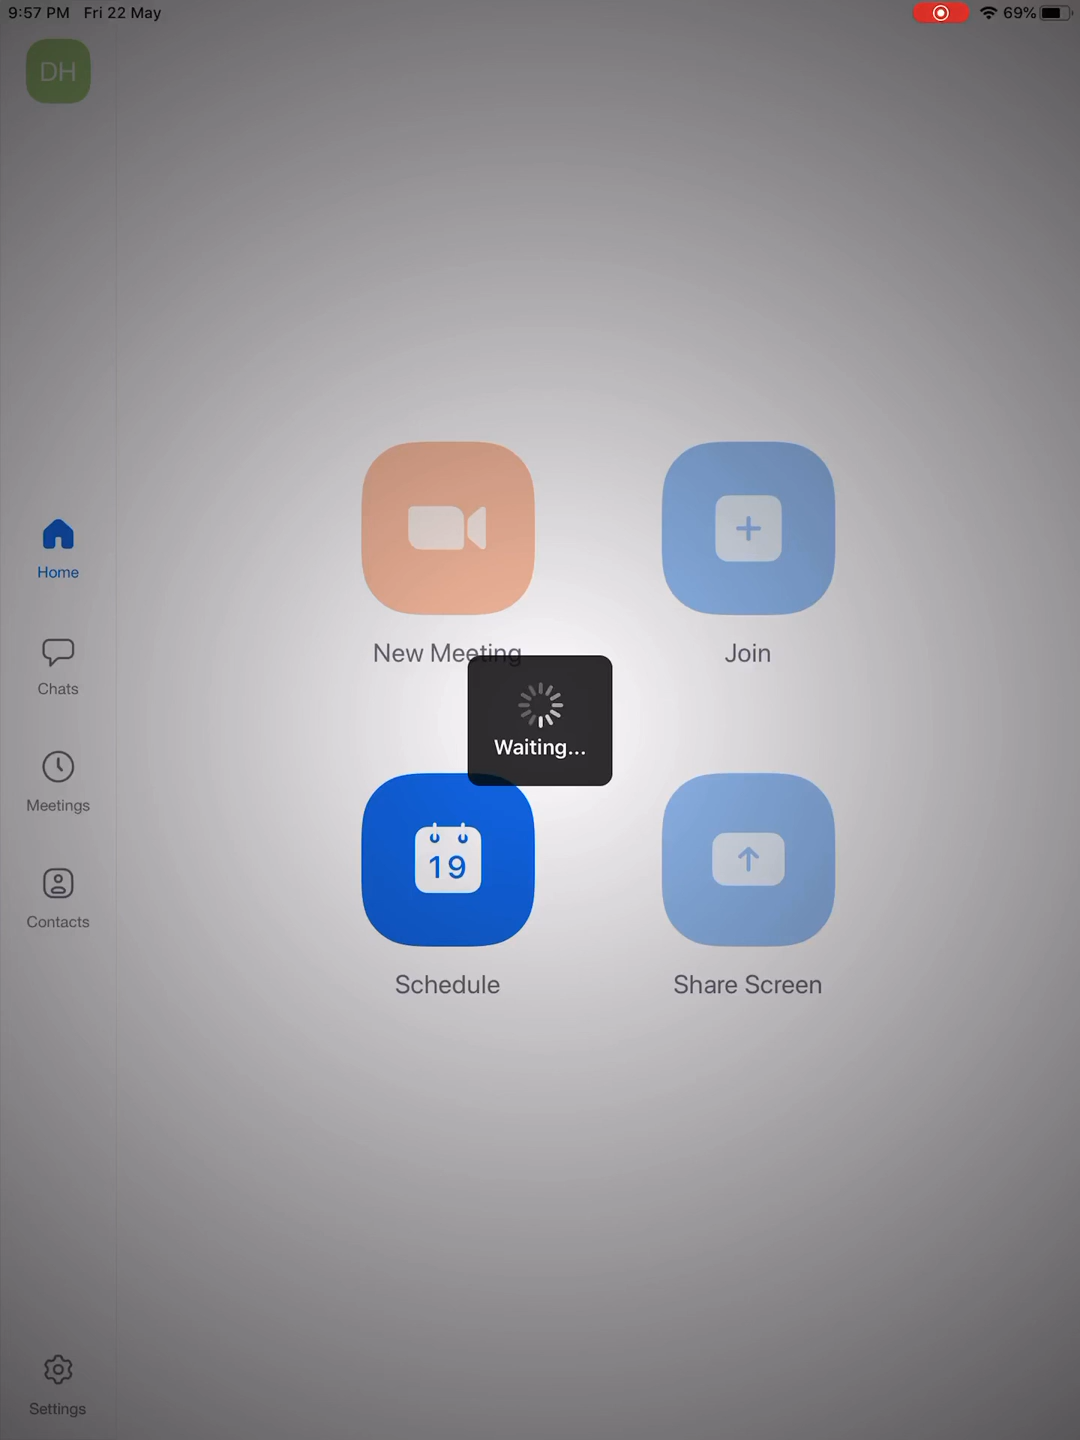 9:57 PM Fri 22 May
69%
DH
Home
Chats
Meetings
Contacts
Settings
New Meeting
Join
Waiting...
19
Schedule
Share Screen